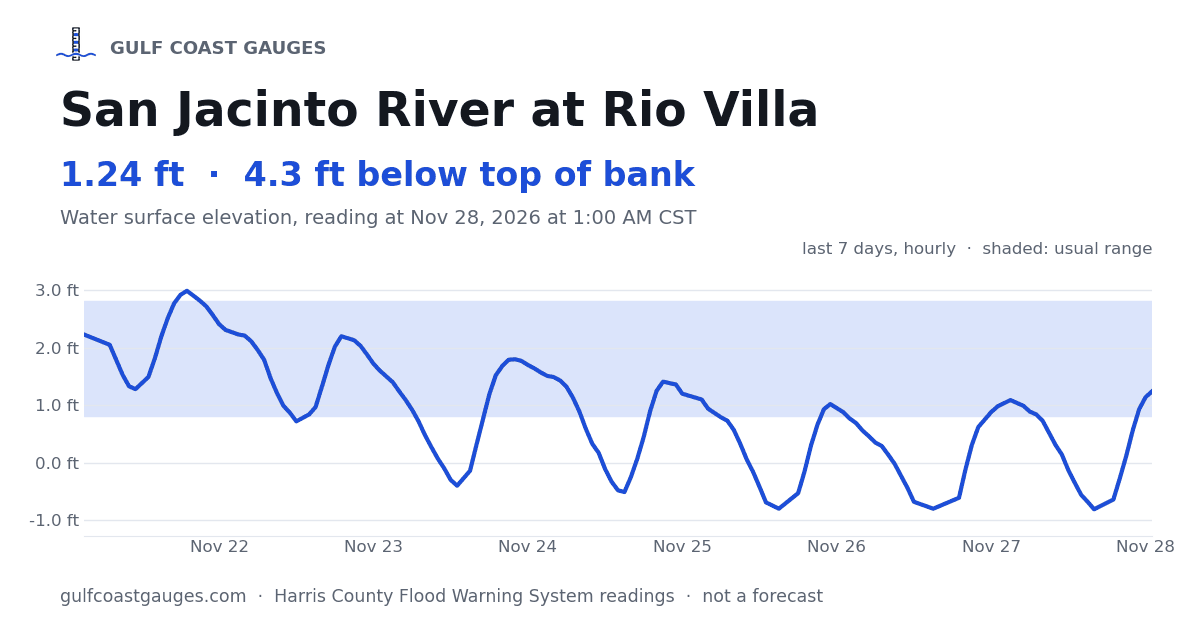 GULF COAST GAUGES
San Jacinto River at Rio Villa
1.24 ft · 4.3 ft below top of bank
Water surface elevation, reading at Nov 28, 2026 at 1:00 AM CST
last 7 days, hourly · shaded: usual range
3.0 ft
2.0 ft
1.0 ft
0.0 ft
-1.0 ft
Nov 22 Nov 23 Nov 24 Nov 25 Nov 26 Nov 27 Nov 28
gulfcoastgauges.com · Harris County Flood Warning System readings · not a forecast